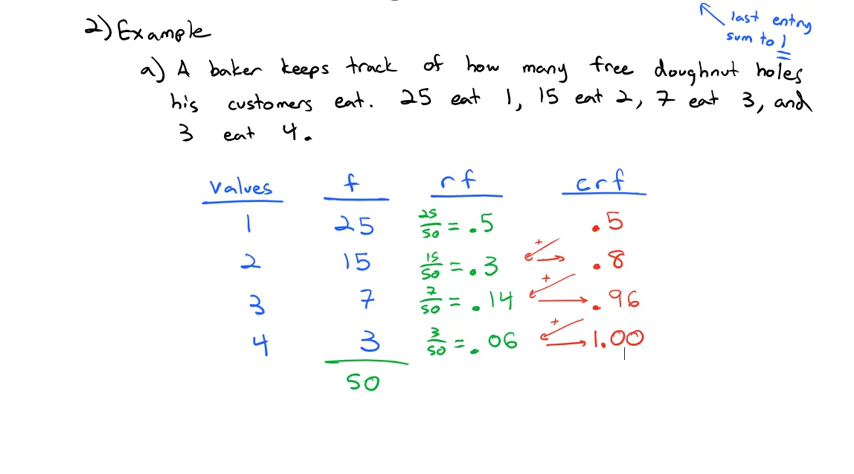 last entry
sum to 1
2) Example
a) A baker keeps track of how many free doughnut holes
his customers eat. 25 eat 1, 15 eat 2, 7 eat 3, and
3 eat 4.
values f rf crf
1 25 25/50 = .5 .5
2 15 15/50 = .3 + .8
3 7 7/50 = .14 + .96
4 3 3/50 = .06 + 1.00
50